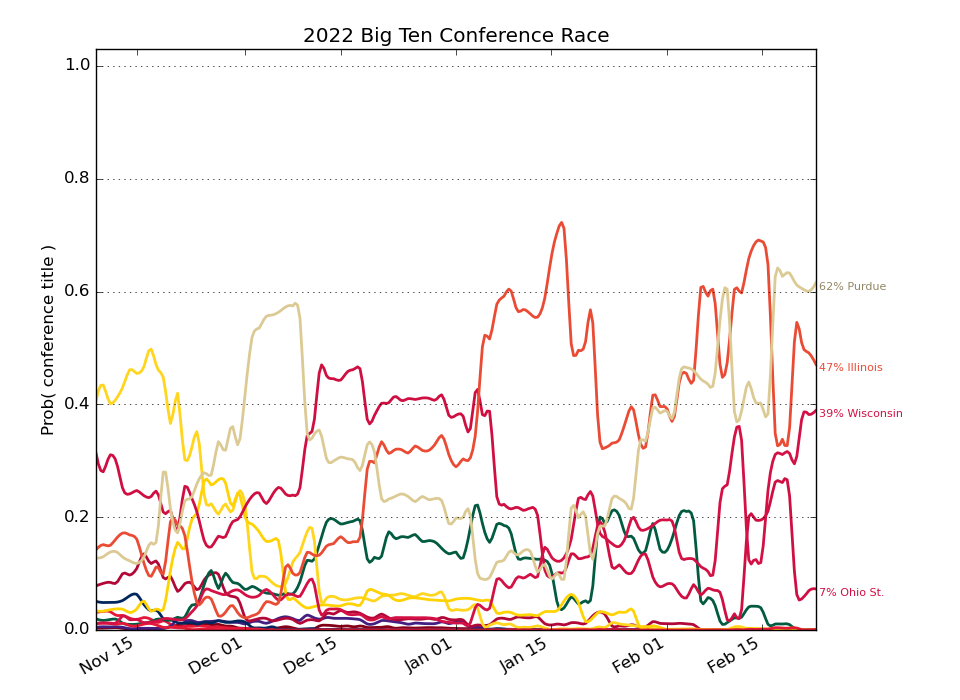 2022 Big Ten Conference Race
Prob( conference title )
1.0
0.8
0.6
0.4
0.2
0.0
62% Purdue
47% Illinois
39% Wisconsin
7% Ohio St.
Nov 15
Dec 01
Dec 15
Jan 01
Jan 15
Feb 01
Feb 15